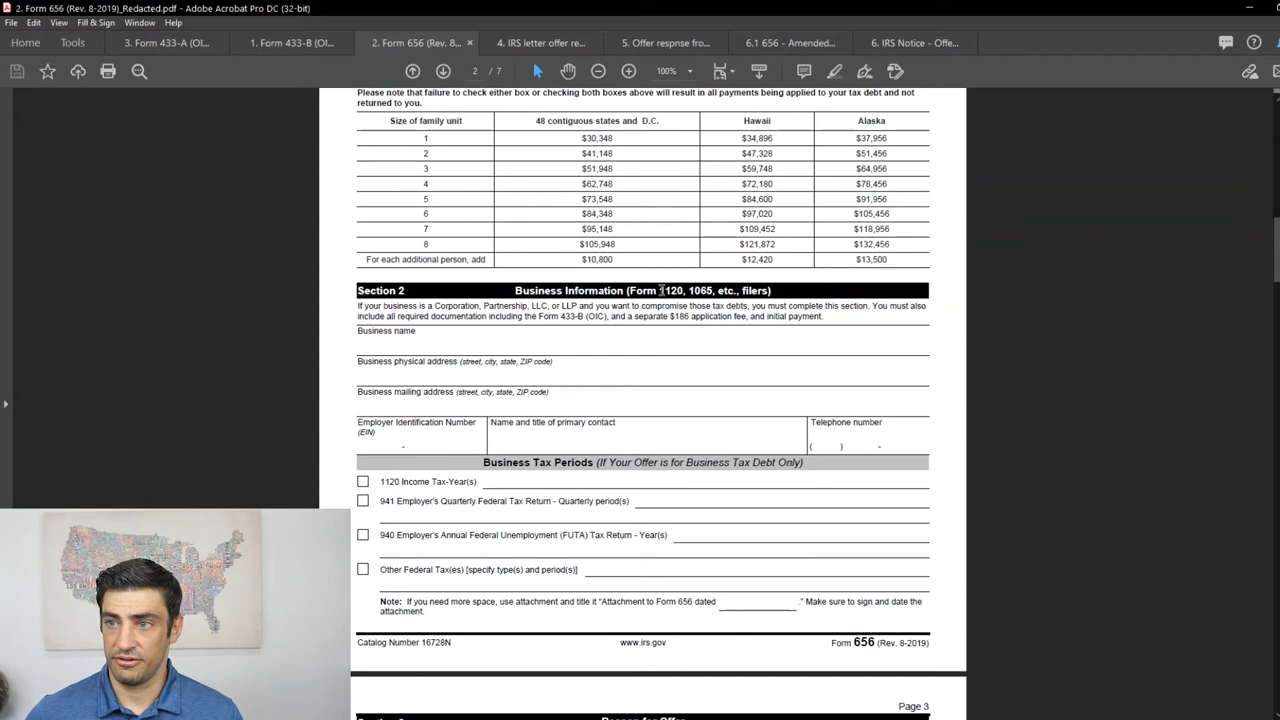 2. Form 656 (Rev. 8-2019)_Redacted.pdf - Adobe Acrobat Pro DC (32-bit)
File Edit View Fill & Sign Window Help
Home Tools 3. Form 433-A (OI... 1. Form 433-B (OI... 2. Form 656 (Rev. 8... × 4. IRS letter offer re... 5. Offer respnse fro... 6.1 656 - Amended... 6. IRS Notice - Offe...
2 / 7 100%
Please note that failure to check either box or checking both boxes above will result in all payments being applied to your tax debt and not
returned to you.
Size of family unit 48 contiguous states and D.C. Hawaii Alaska
1 $30,348 $34,896 $37,956
2 $41,148 $47,328 $51,456
3 $51,948 $59,748 $64,956
4 $62,748 $72,180 $78,456
5 $73,548 $84,600 $91,956
6 $84,348 $97,020 $105,456
7 $95,148 $109,452 $118,956
8 $105,948 $121,872 $132,456
For each additional person, add $10,800 $12,420 $13,500
Section 2 Business Information (Form 1120, 1065, etc., filers)
If your business is a Corporation, Partnership, LLC, or LLP and you want to compromise those tax debts, you must complete this section. You must also
include all required documentation including the Form 433-B (OIC), and a separate $186 application fee, and initial payment.
Business name
Business physical address (street, city, state, ZIP code)
Business mailing address (street, city, state, ZIP code)
Employer Identification Number Name and title of primary contact Telephone number
(EIN)
- ( ) -
Business Tax Periods (If Your Offer is for Business Tax Debt Only)
1120 Income Tax-Year(s)
941 Employer's Quarterly Federal Tax Return - Quarterly period(s)
940 Employer's Annual Federal Unemployment (FUTA) Tax Return - Year(s)
Other Federal Tax(es) [specify type(s) and period(s)]
Note: If you need more space, use attachment and title it “Attachment to Form 656 dated ______ .” Make sure to sign and date the
attachment.
Catalog Number 16728N www.irs.gov Form 656 (Rev. 8-2019)
Page 3